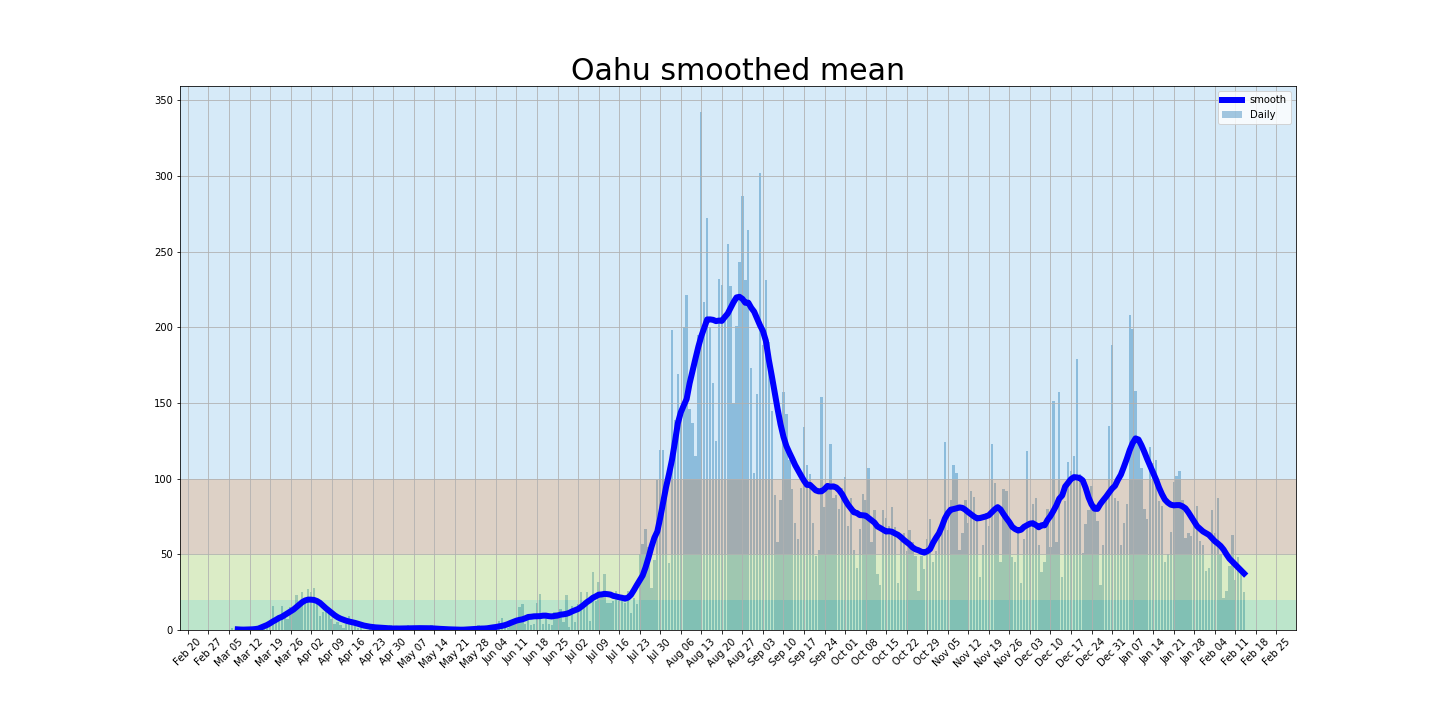 Oahu smoothed mean
smooth
Daily
350
300
250
200
150
100
50
0
Feb 20
Feb 27
Mar 05
Mar 12
Mar 19
Mar 26
Apr 02
Apr 09
Apr 16
Apr 23
Apr 30
May 07
May 14
May 21
May 28
Jun 04
Jun 11
Jun 18
Jun 25
Jul 02
Jul 09
Jul 16
Jul 23
Jul 30
Aug 06
Aug 13
Aug 20
Aug 27
Sep 03
Sep 10
Sep 17
Sep 24
Oct 01
Oct 08
Oct 15
Oct 22
Oct 29
Nov 05
Nov 12
Nov 19
Nov 26
Dec 03
Dec 10
Dec 17
Dec 24
Dec 31
Jan 07
Jan 14
Jan 21
Jan 28
Feb 04
Feb 11
Feb 18
Feb 25